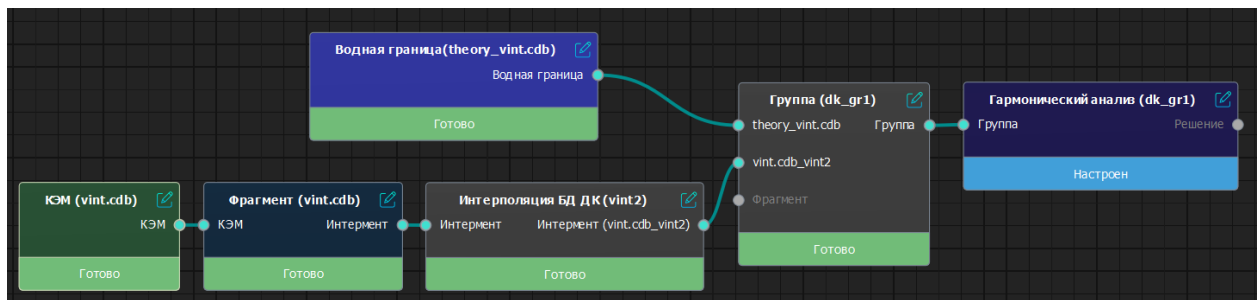 Водная граница(theory_vint.cdb)
Водная граница
Готово
Группа (dk_gr1)
theory_vint.cdb Группа
vint.cdb_vint2
Фрагмент
Готово
Гармонический анализ (dk_gr1)
Группа Решение
Настроен
КЭМ (vint.cdb)
КЭМ
Готово
Фрагмент (vint.cdb)
КЭМ Интермент
Готово
Интерполяция БД ДК (vint2)
Интермент Интермент (vint.cdb_vint2)
Готово